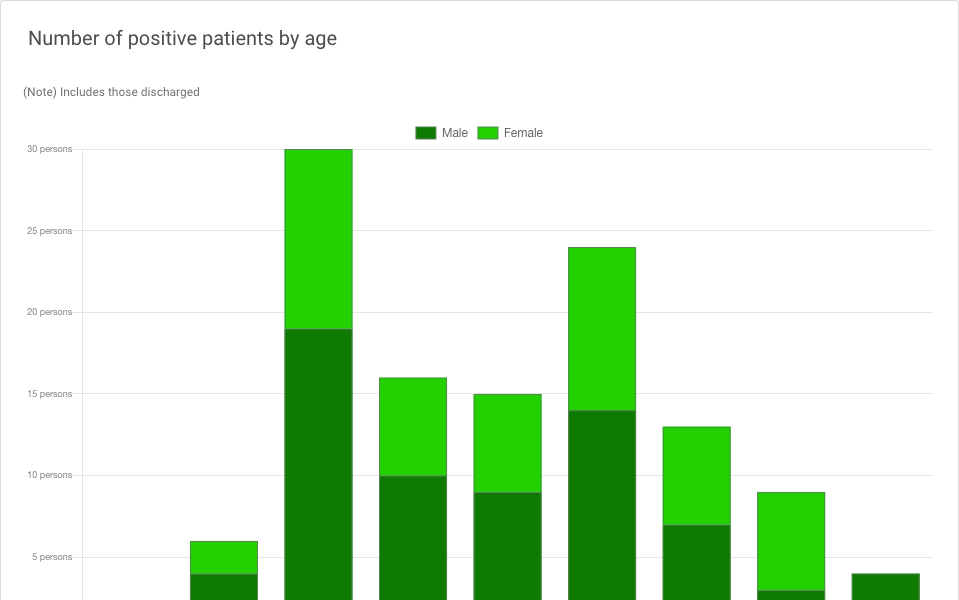 Number of positive patients by age
(Note) Includes those discharged
Male Female
30 persons
25 persons
20 persons
15 persons
10 persons
5 persons